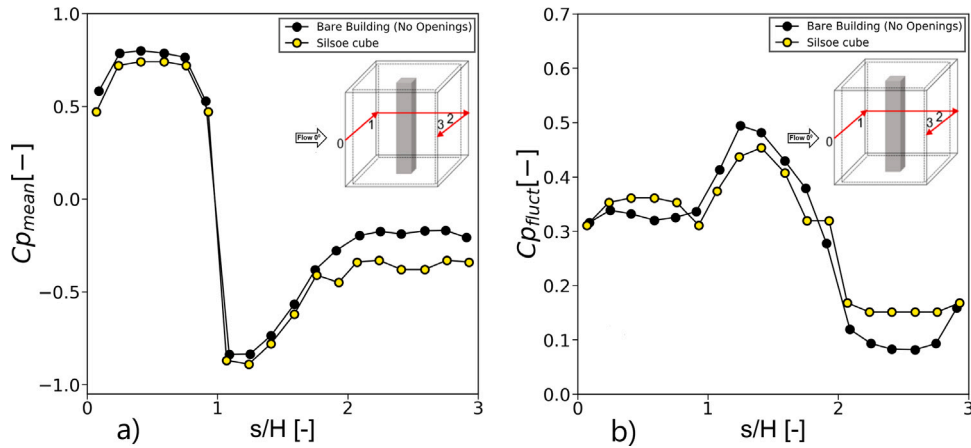 1.0
0.5
0.0
−0.5
−1.0
Cp_mean[−]
Bare Building (No Openings)
Silsoe cube
Flow 0°
0
1
2
3
0
1
2
3
a)
s/H [-]
0.7
0.6
0.5
0.4
0.3
0.2
0.1
0.0
Cp_fluct[−]
Bare Building (No Openings)
Silsoe cube
Flow 0°
0
1
2
3
0
1
2
3
b)
s/H [-]